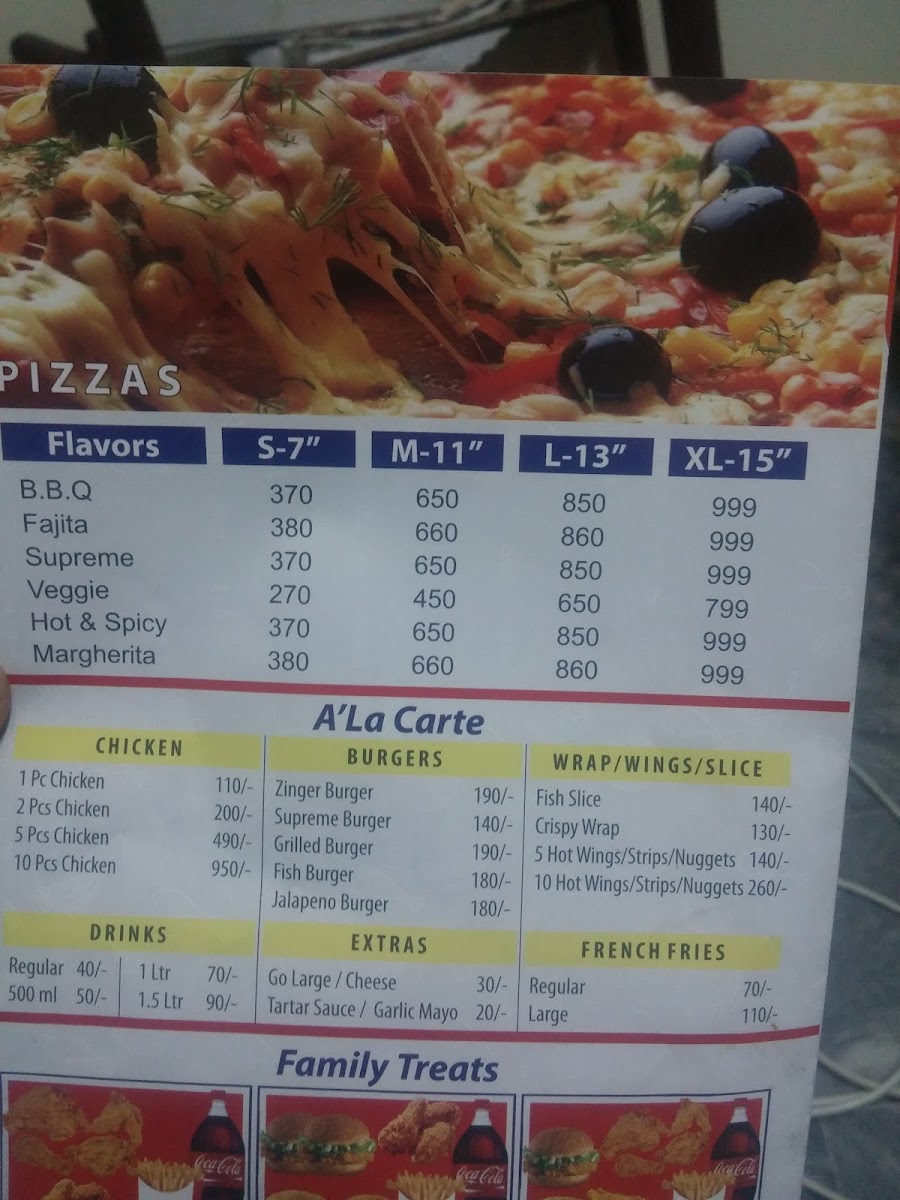 PIZZAS
Flavors S-7" M-11" L-13" XL-15"
B.B.Q 370 650 850 999
Fajita 380 660 860 999
Supreme 370 650 850 999
Veggie 270 450 650 799
Hot & Spicy 370 650 850 999
Margherita 380 660 860 999
A'La Carte
CHICKEN
1 Pc Chicken 110/-
2 Pcs Chicken 200/-
5 Pcs Chicken 490/-
10 Pcs Chicken 950/-
BURGERS
Zinger Burger 190/-
Supreme Burger 140/-
Grilled Burger 190/-
Fish Burger 180/-
Jalapeno Burger 180/-
WRAP/WINGS/SLICE
Fish Slice 140/-
Crispy Wrap 130/-
5 Hot Wings/Strips/Nuggets 140/-
10 Hot Wings/Strips/Nuggets 260/-
DRINKS
Regular 40/- 1 Ltr 70/-
500 ml 50/- 1.5 Ltr 90/-
EXTRAS
Go Large / Cheese 30/-
Tartar Sauce / Garlic Mayo 20/-
FRENCH FRIES
Regular 70/-
Large 110/-
Family Treats
Coca-Cola
Coca-Cola
Coca-Cola